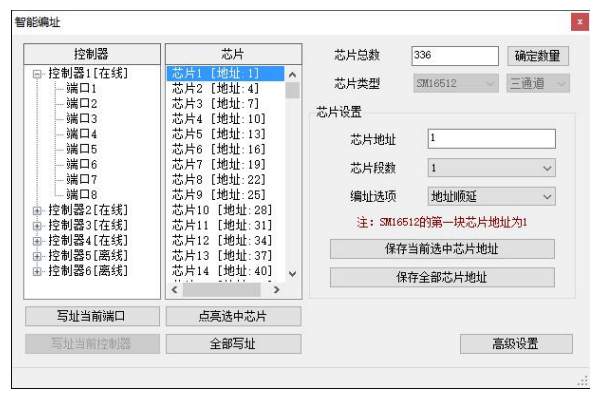 智能编址
x
控制器
控制器1[在线]
端口1
端口2
端口3
端口4
端口5
端口6
端口7
端口8
控制器2[在线]
控制器3[在线]
控制器4[在线]
控制器5[离线]
控制器6[离线]
芯片
芯片1 [地址:1]
芯片2 [地址:4]
芯片3 [地址:7]
芯片4 [地址:10]
芯片5 [地址:13]
芯片6 [地址:16]
芯片7 [地址:19]
芯片8 [地址:22]
芯片9 [地址:25]
芯片10 [地址:28]
芯片11 [地址:31]
芯片12 [地址:34]
芯片13 [地址:37]
芯片14 [地址:40]
芯片总数 336 确定数量
芯片类型 SM16512 三通道
芯片设置
芯片地址 1
芯片段数 1
编址选项 地址顺延
注：SM16512的第一块芯片地址为1
保存当前选中芯片地址
保存全部芯片地址
写址当前端口 点亮选中芯片
写址当前控制器 全部写址 高级设置